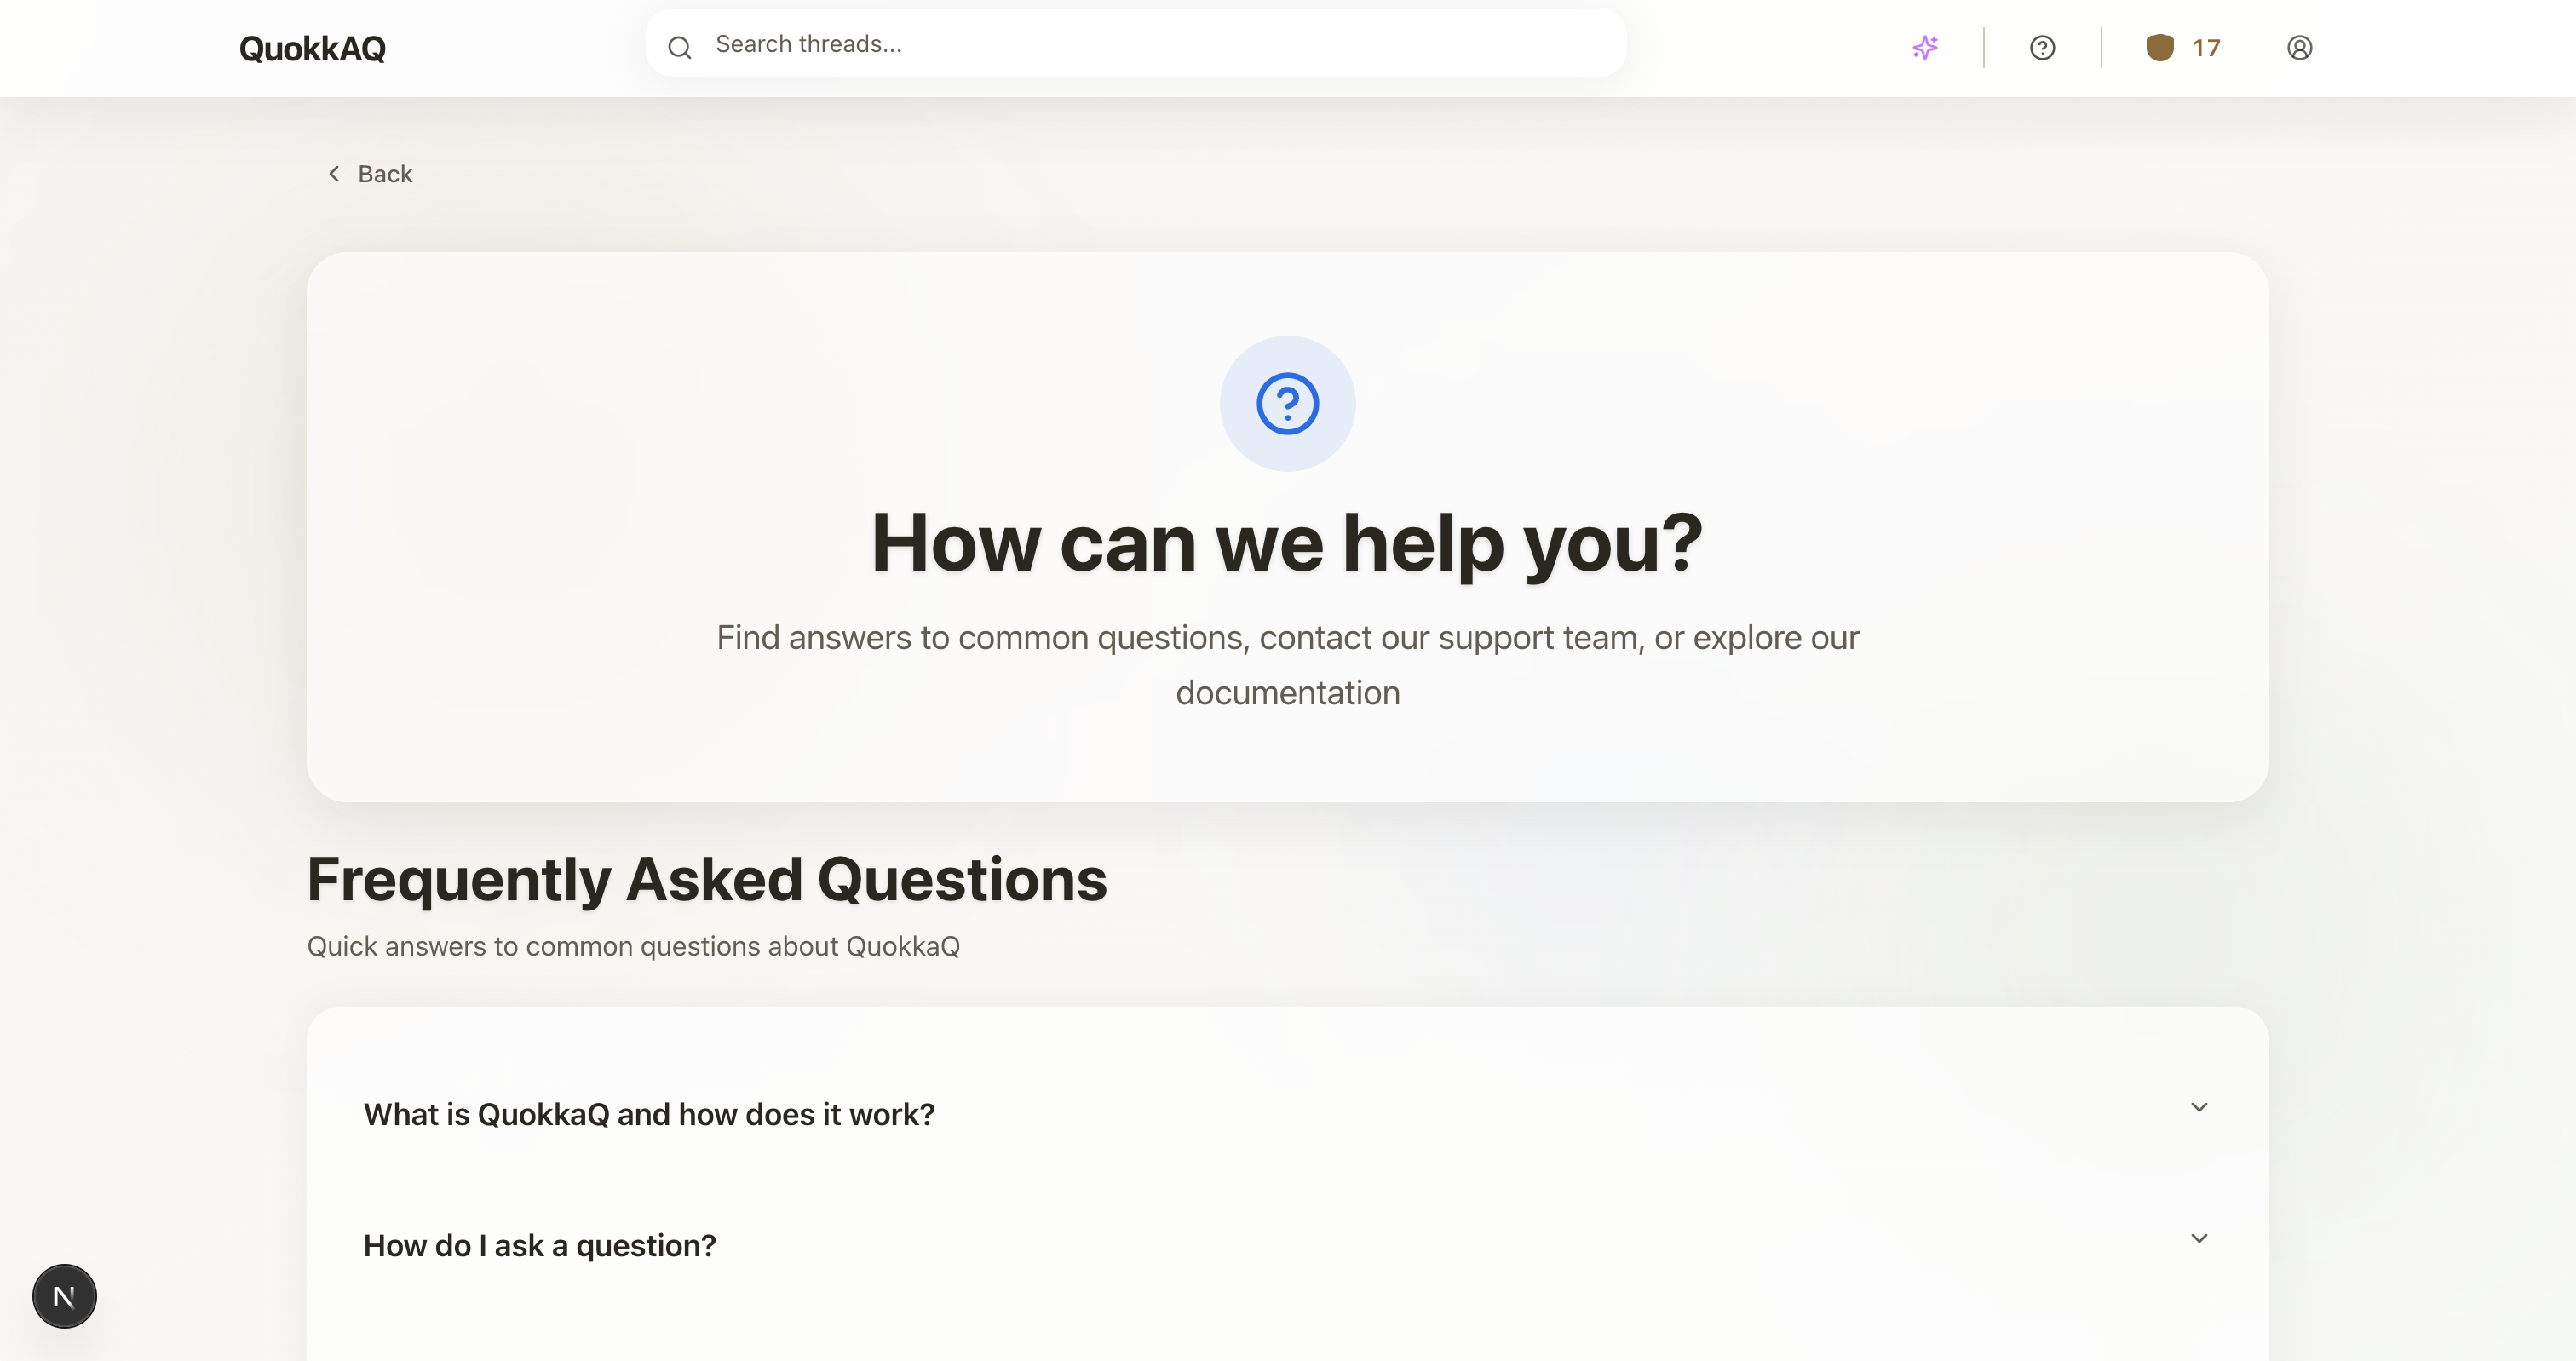 QuokkAQ
Search threads...
17
Back
How can we help you?
Find answers to common questions, contact our support team, or explore our
documentation
Frequently Asked Questions
Quick answers to common questions about QuokkaQ
What is QuokkaQ and how does it work?
How do I ask a question?
N